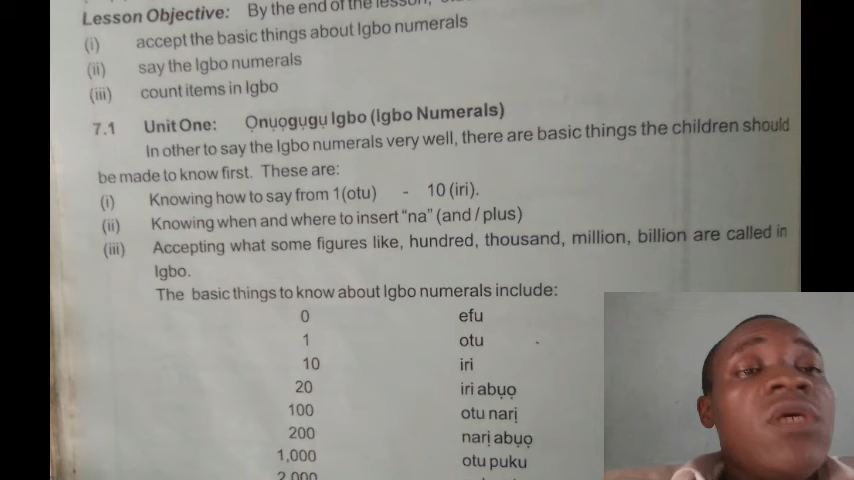 Lesson Objective: By the end of the lesson,
(i) accept the basic things about Igbo numerals
(ii) say the Igbo numerals
(iii) count items in Igbo
7.1 Unit One: Ọnụọgụgụ Igbo (Igbo Numerals)
In other to say the Igbo numerals very well, there are basic things the children should
be made to know first. These are:
(i) Knowing how to say from 1(otu) - 10 (iri).
(ii) Knowing when and where to insert “na” (and / plus)
(iii) Accepting what some figures like, hundred, thousand, million, billion are called in
Igbo.
The basic things to know about Igbo numerals include:
0 efu
1 otu
10 iri
20 iri abụọ
100 otu narị
200 narị abụọ
1,000 otu puku
2,000